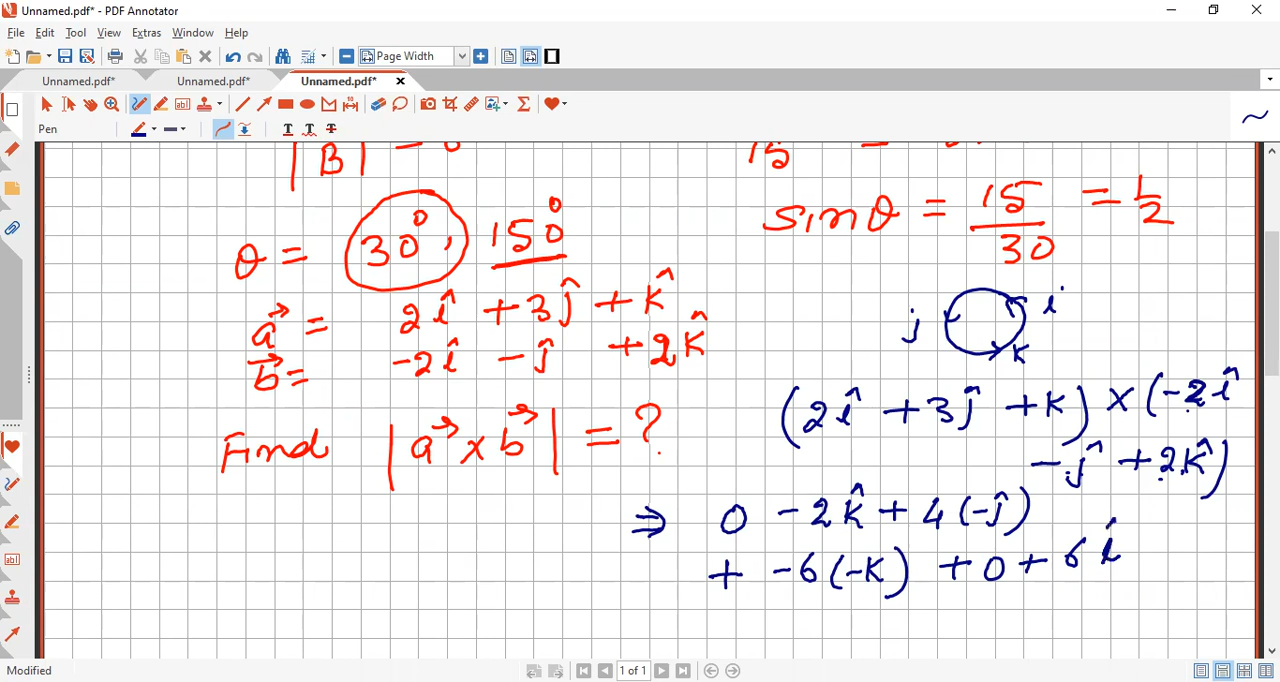 Unnamed.pdf* - PDF Annotator
File Edit Tool View Extras Window Help
Page Width
Unnamed.pdf* Unnamed.pdf* Unnamed.pdf*
Pen T T T
|B| =
15 =
sinθ = 15/30 = 1/2
θ = 30°, 150°
a⃗ = 2î + 3ĵ + k̂
b⃗ = -2î - ĵ + 2k̂
j i
k
Find |a⃗ × b⃗| = ?
(2î + 3ĵ + k) × (-2î
- ĵ + 2k̂)
⇒ 0 - 2k̂ + 4(-ĵ)
+ -6(-k) + 0 + 6î
Modified 1 of 1